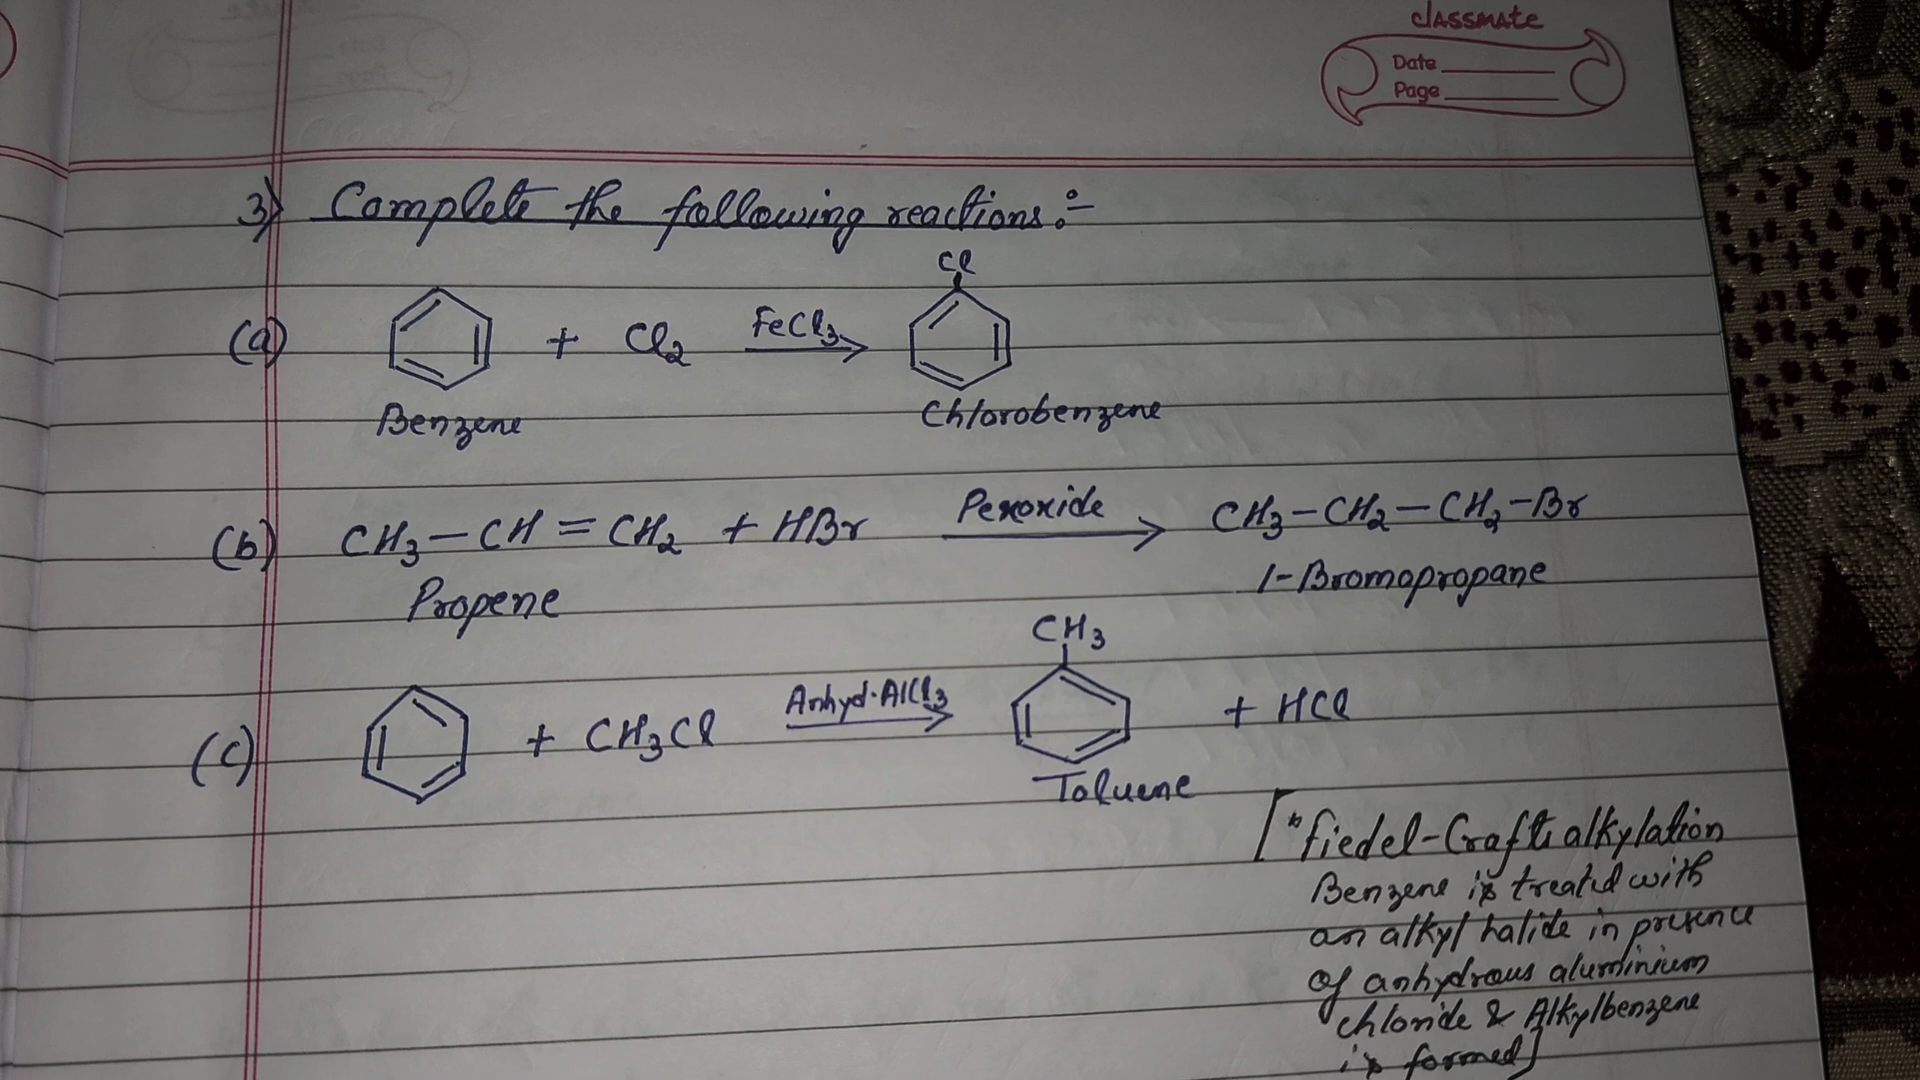 classmate
Date
Page
3) Complete the following reactions:-
Cl
(a) + Cl2 FeCl3
Benzene Chlorobenzene
(b) CH3-CH=CH2 + HBr Peroxide CH3-CH2-CH2-Br
Propene 1-Bromopropane
CH3
(c) + CH3Cl Anhyd. AlCl3 + HCl
Toluene
[* Fiedel-Crafts alkylation
Benzene is treated with
an alkyl halide in presence
of anhydrous aluminium
chloride & Alkylbenzene
is formed]